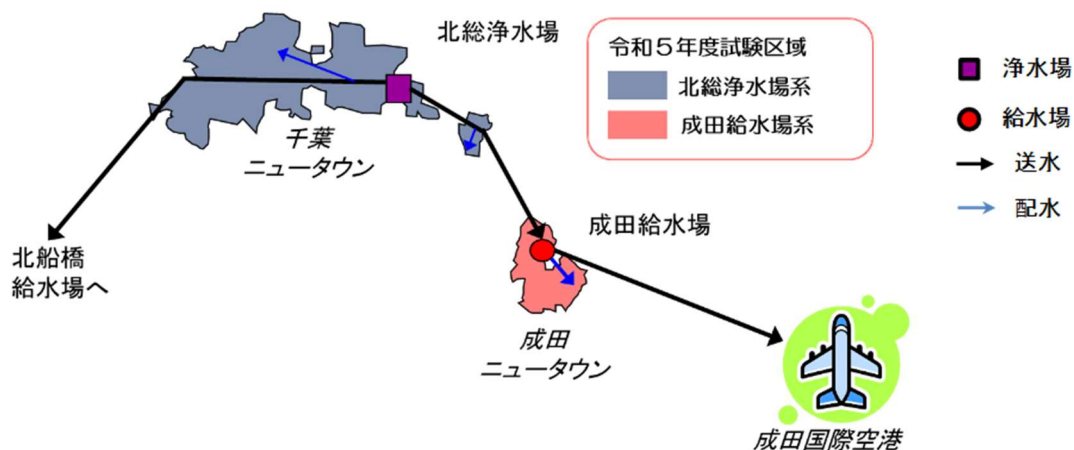 北総浄水場
令和5年度試験区域
北総浄水場系
成田給水場系
浄水場
給水場
送水
配水
千葉
ニュータウン
成田給水場
北船橋
給水場へ
成田
ニュータウン
成田国際空港